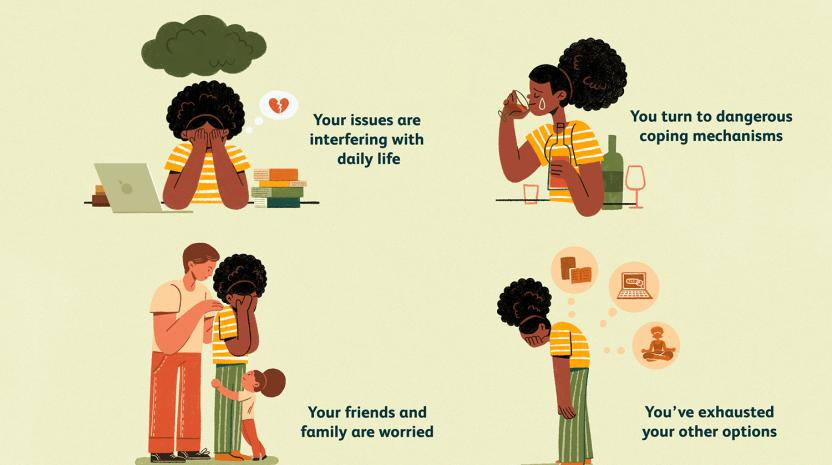 Your issues are
interfering with
daily life
You turn to dangerous
coping mechanisms
Your friends and
family are worried
You've exhausted
your other options